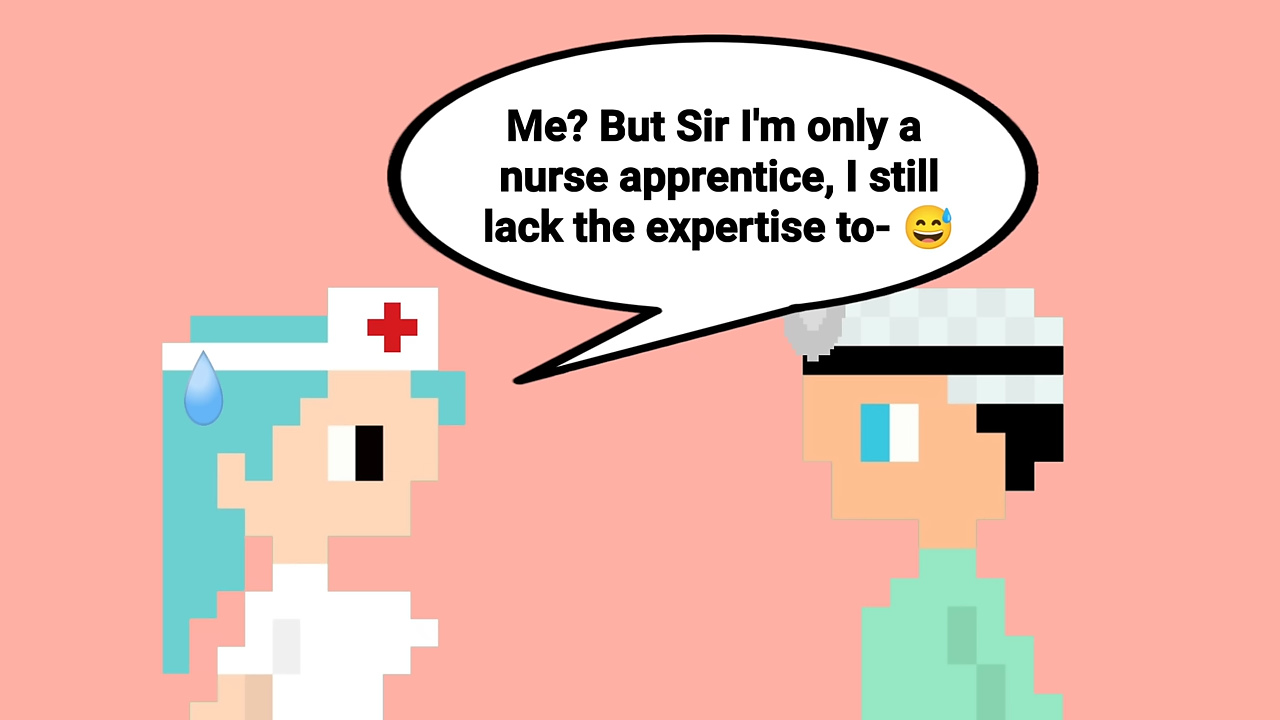 Me? But Sir I'm only a
nurse apprentice, I still
lack the expertise to- 😅